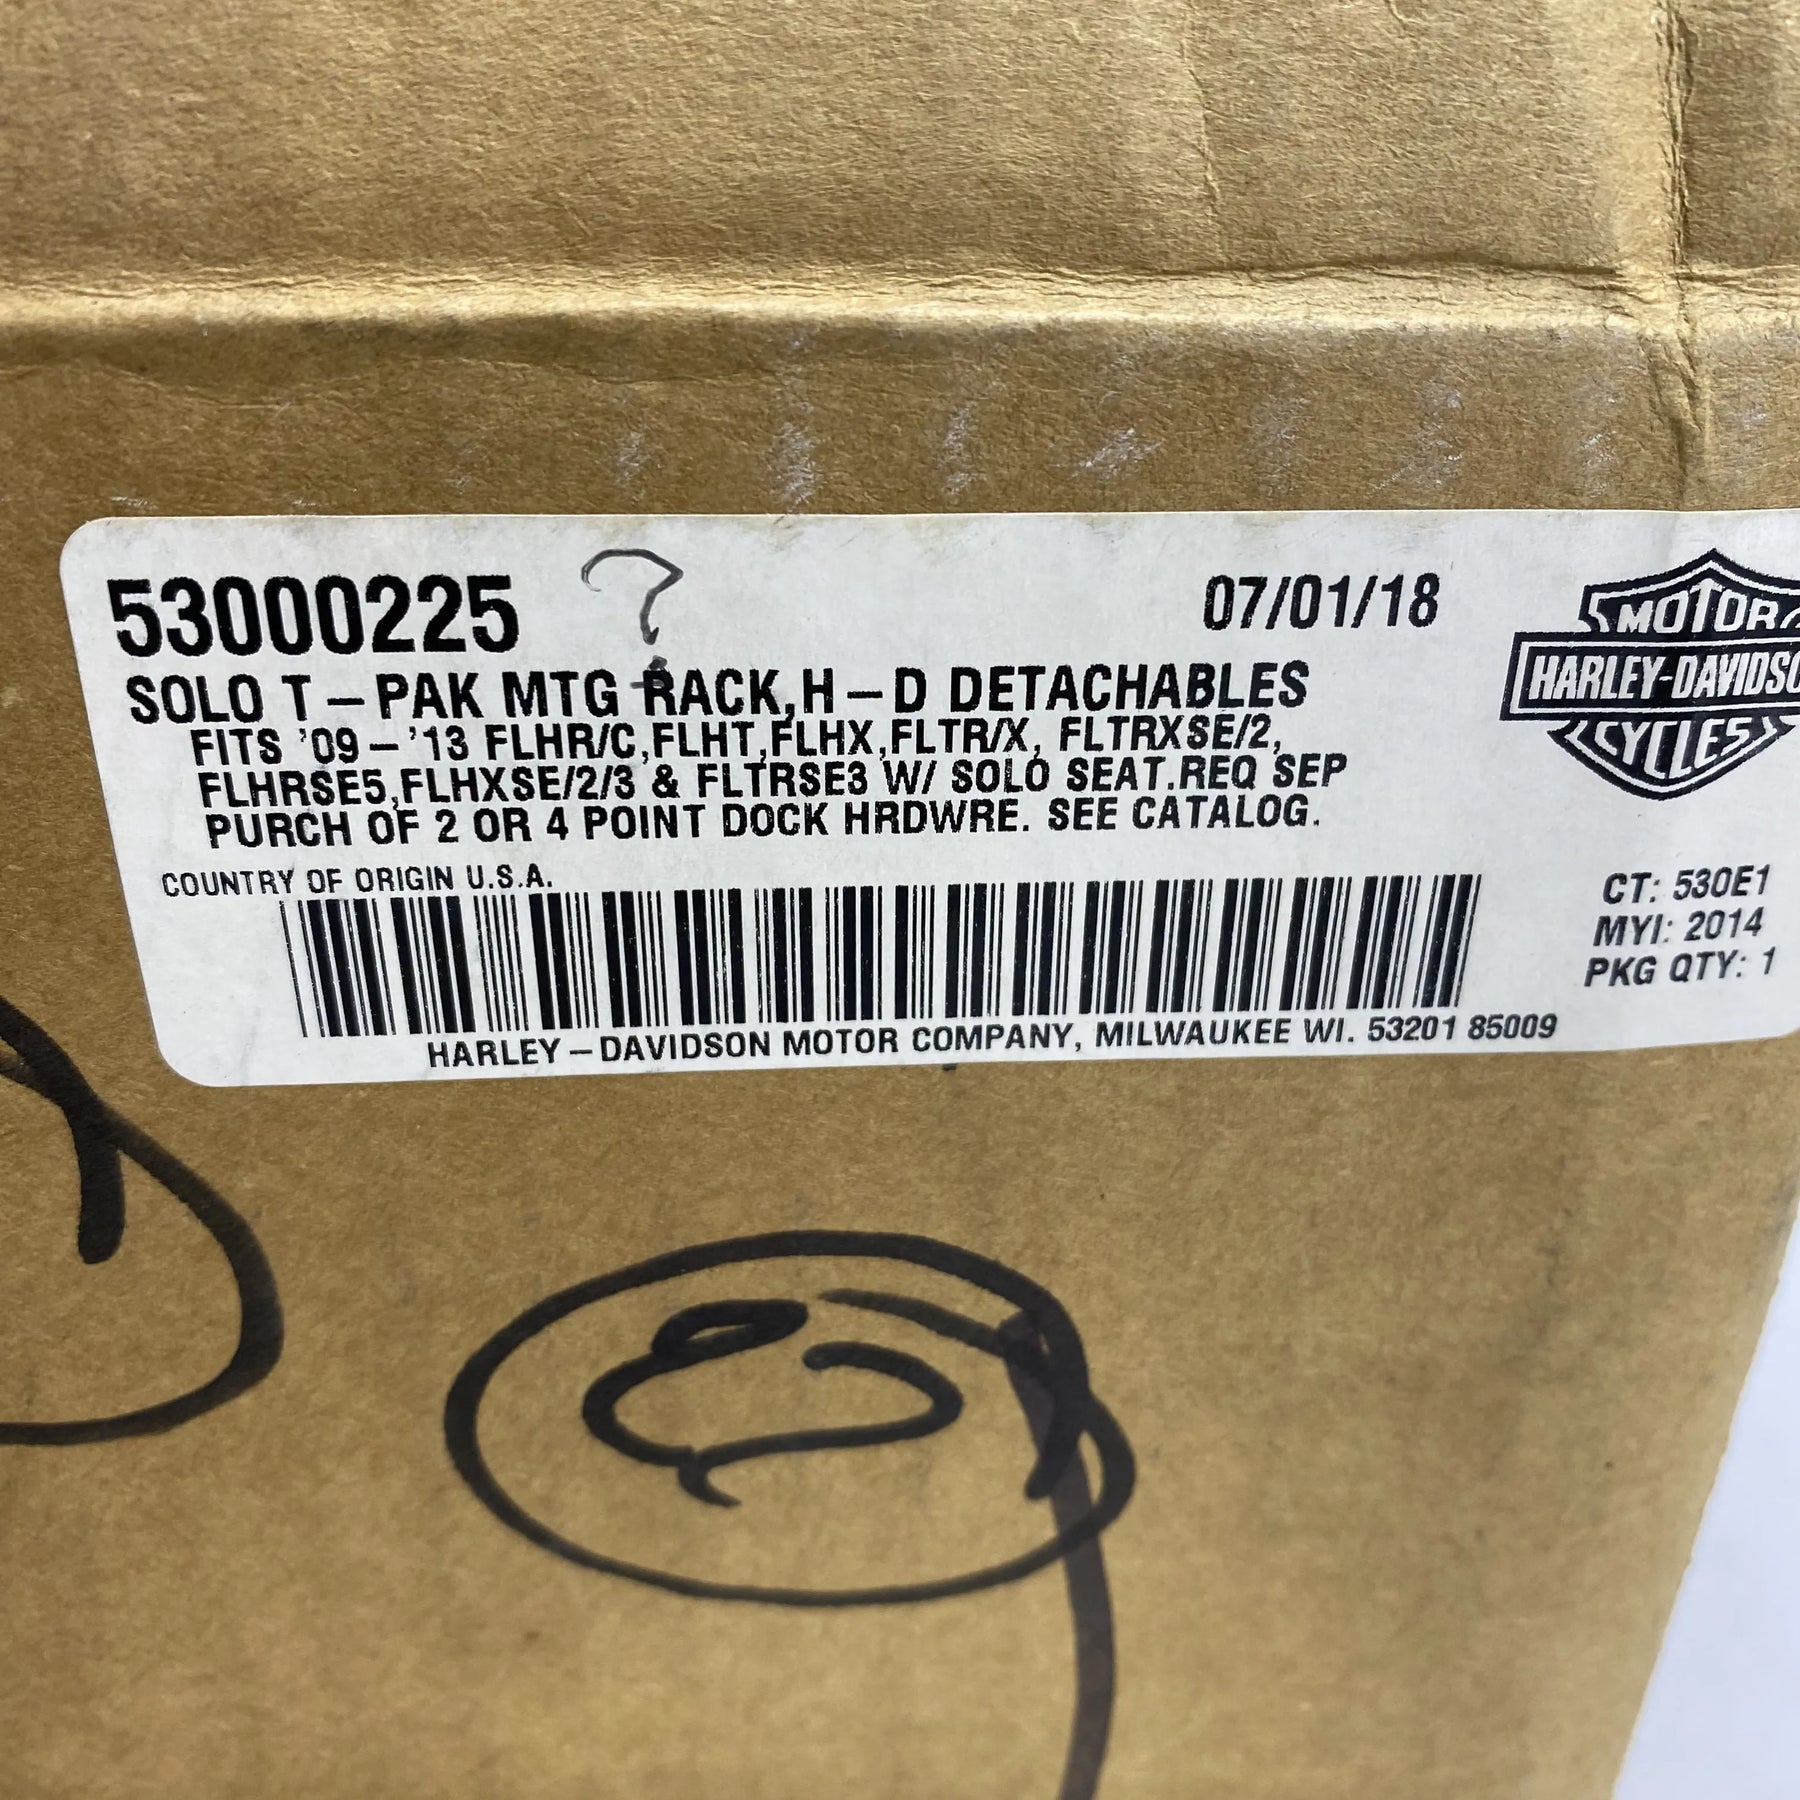 53000225 ?
07/01/18
SOLO T-PAK MTG RACK,H-D DETACHABLES
FITS '09-'13 FLHR/C,FLHT,FLHX,FLTR/X, FLTRXSE/2,
FLHRSE5,FLHXSE/2/3 & FLTRSE3 W/ SOLO SEAT.REQ SEP
PURCH OF 2 OR 4 POINT DOCK HRDWRE. SEE CATALOG.
COUNTRY OF ORIGIN U.S.A.
MOTOR
HARLEY-DAVIDSO
CYCLES
CT: 530E1
MYI: 2014
PKG QTY: 1
HARLEY-DAVIDSON MOTOR COMPANY, MILWAUKEE WI. 53201 85009